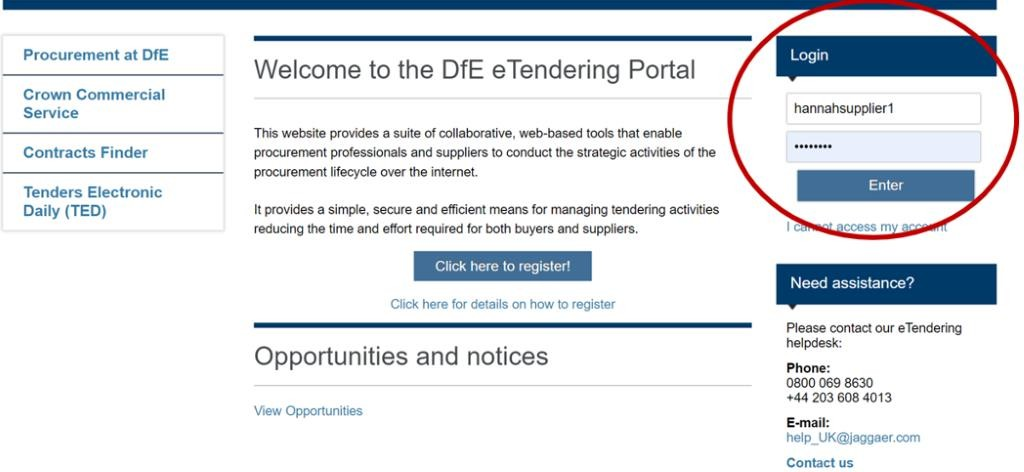 Procurement at DfE
Crown Commercial
Service
Contracts Finder
Tenders Electronic
Daily (TED)
Welcome to the DfE eTendering Portal
This website provides a suite of collaborative, web-based tools that enable
procurement professionals and suppliers to conduct the strategic activities of the
procurement lifecycle over the internet.
It provides a simple, secure and efficient means for managing tendering activities
reducing the time and effort required for both buyers and suppliers.
Click here to register!
Click here for details on how to register
Opportunities and notices
View Opportunities
Login
hannahsupplier1
••••••••
Enter
I cannot access my account
Need assistance?
Please contact our eTendering
helpdesk:
Phone:
0800 069 8630
+44 203 608 4013
E-mail:
help_UK@jaggaer.com
Contact us